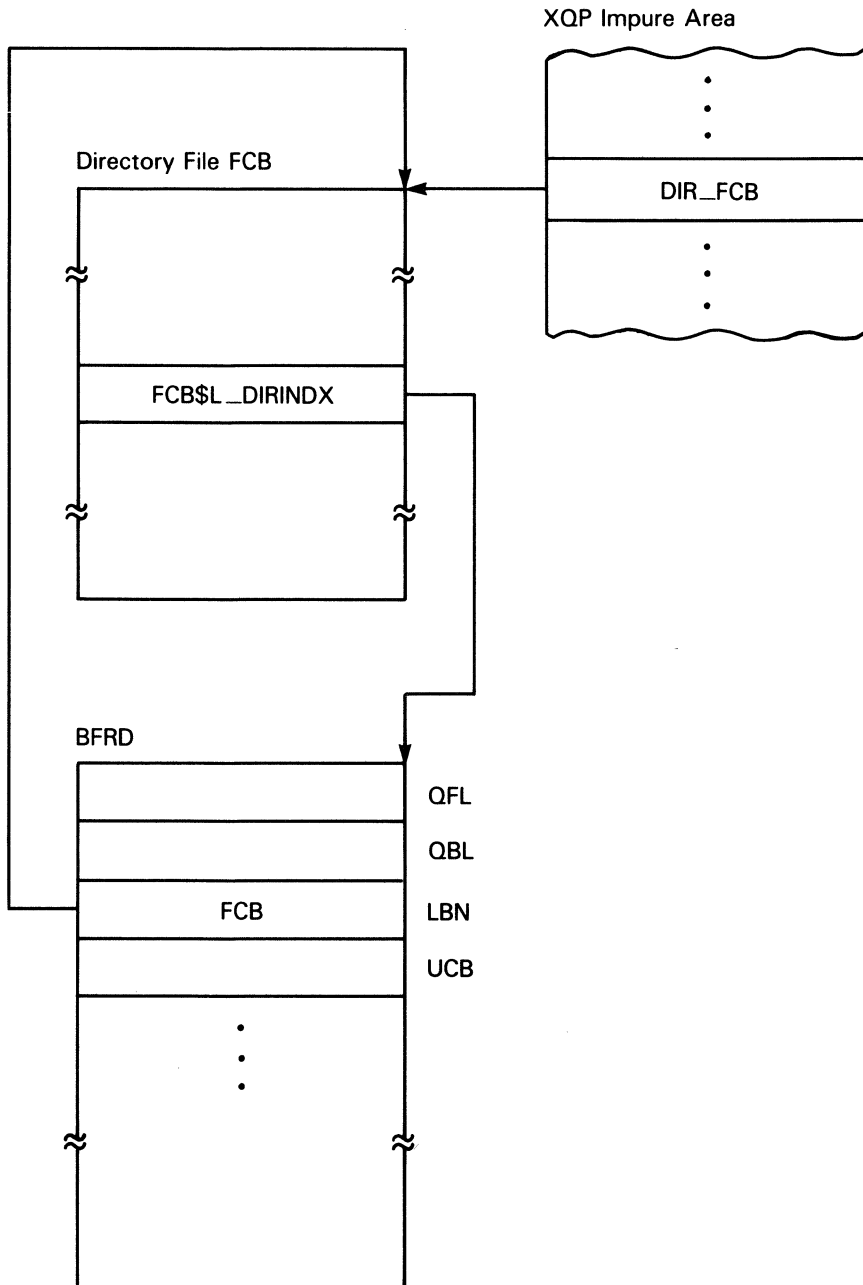 XQP Impure Area
Directory File FCB
DIR_FCB
FCB$L_DIRINDX
BFRD
QFL
QBL
FCB
LBN
UCB